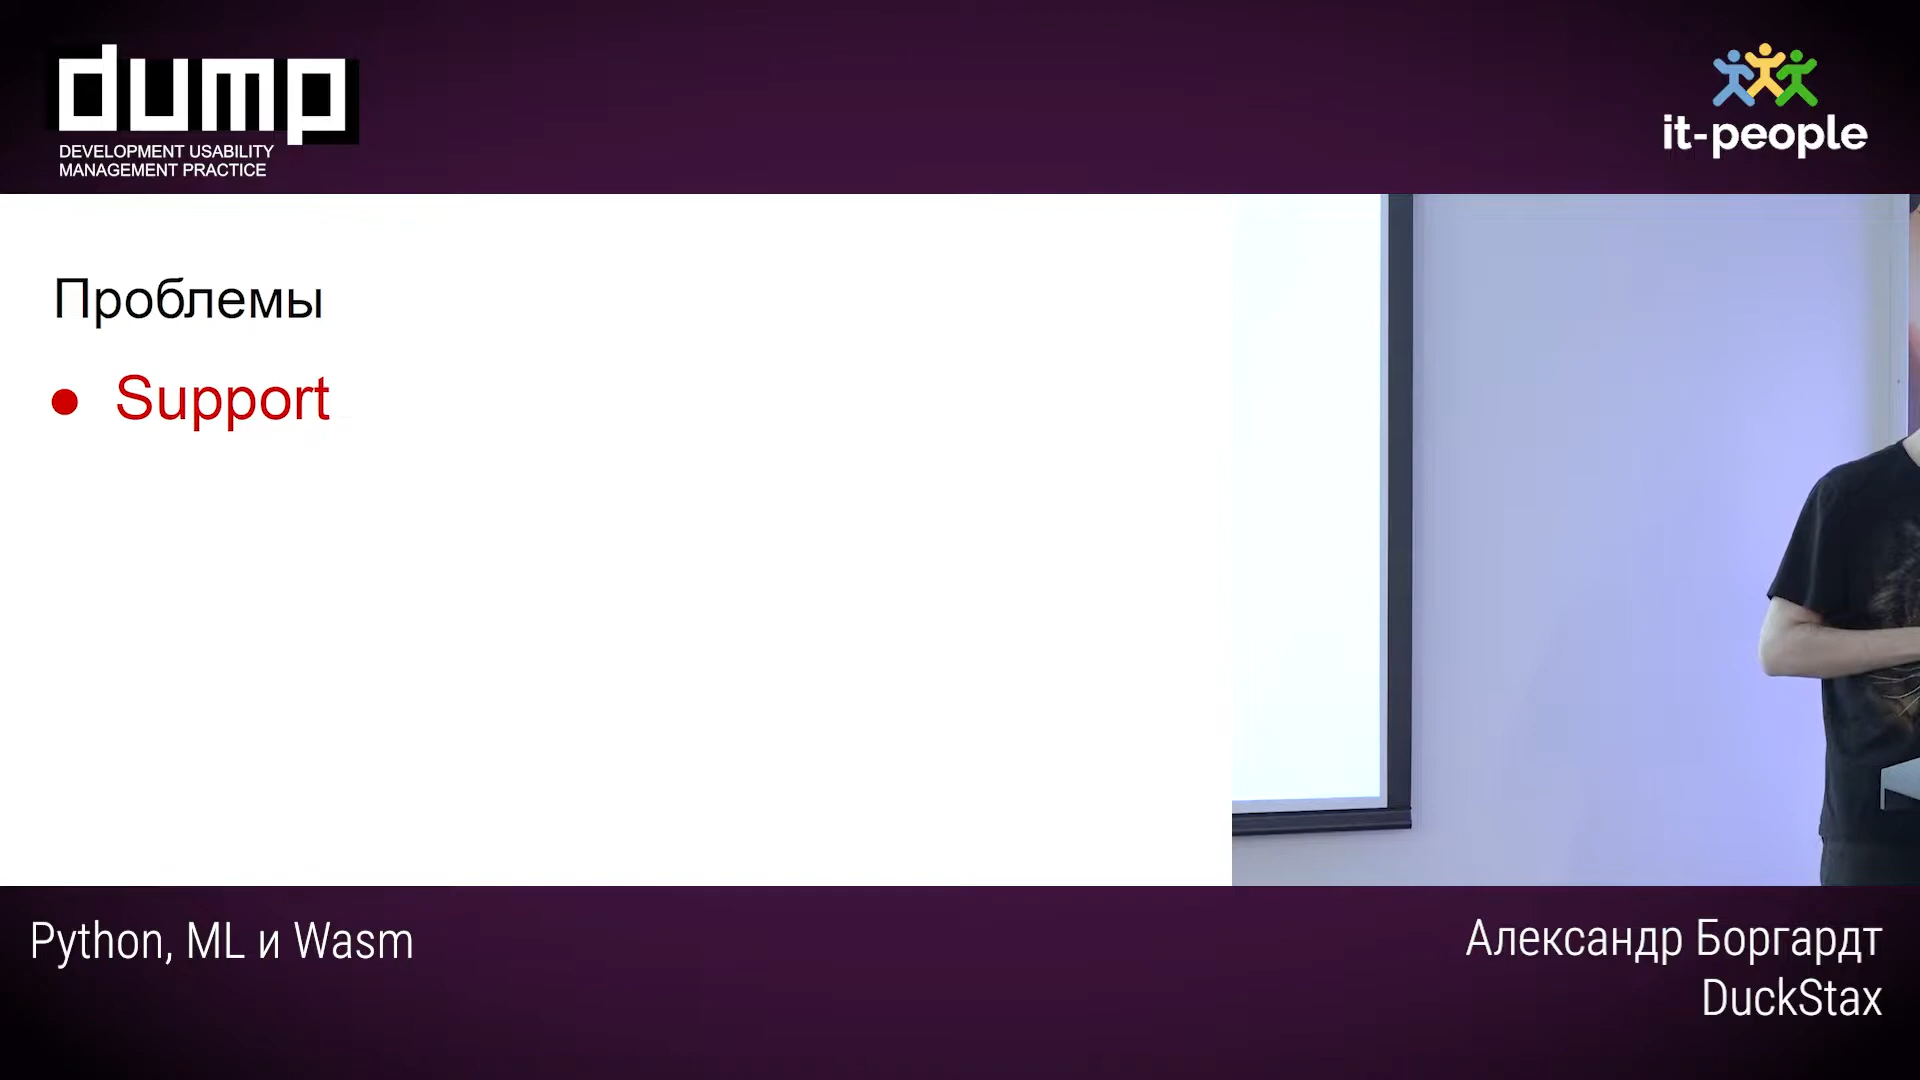 dump
DEVELOPMENT USABILITY
MANAGEMENT PRACTICE
it-people
Проблемы
● Support
Python, ML и Wasm
Александр Боргардт
DuckStax